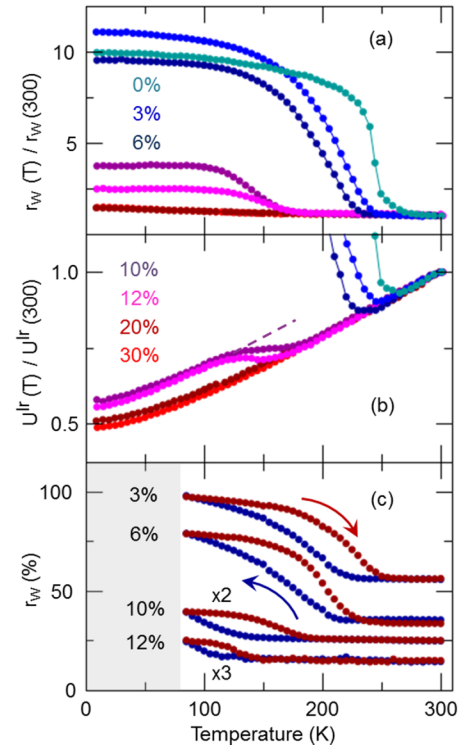 (a)
10
5
0%
3%
6%
r_W (T) / r_W (300)
10%
12%
20%
30%
1.0
0.5
(b)
U^Ir(T) / U^Ir (300)
(c)
100
50
0
3%
6%
10%
12%
x2
x3
r_W (%)
0
100
200
300
Temperature (K)